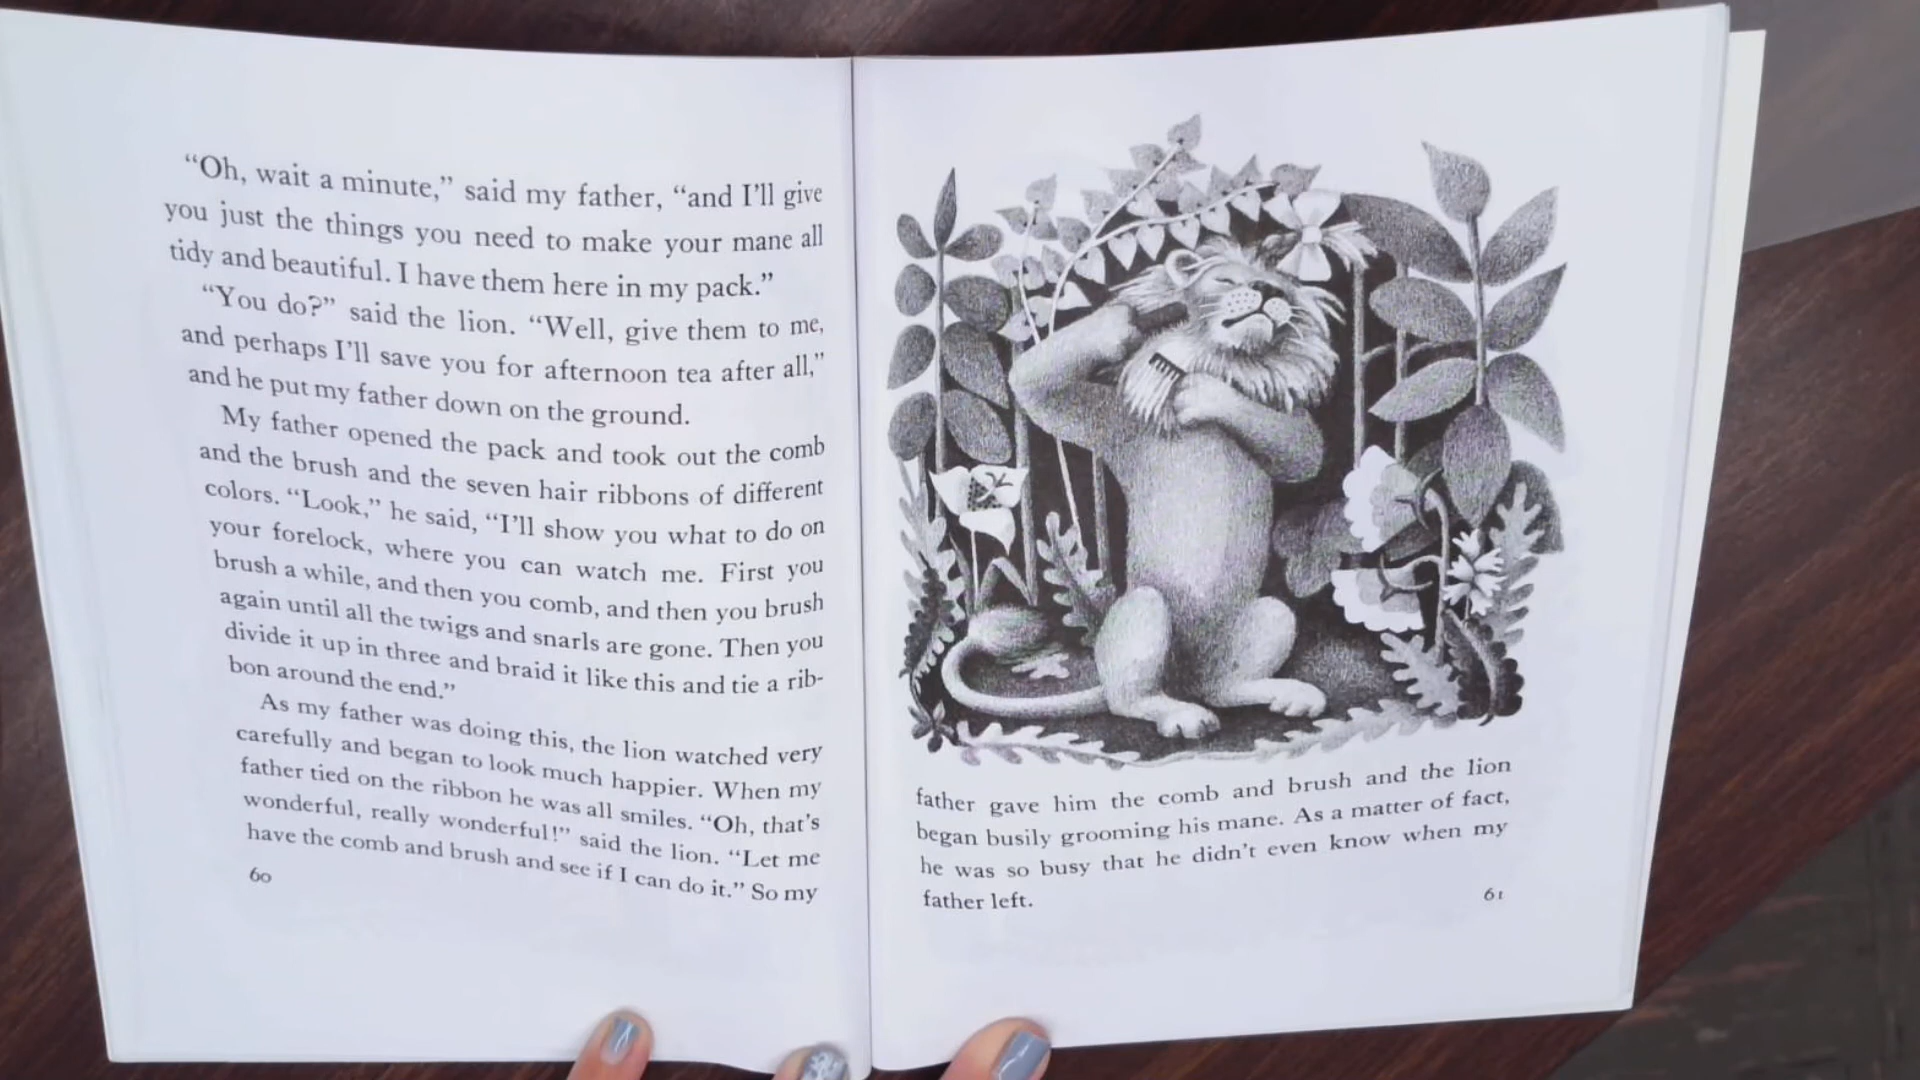 “Oh, wait a minute,” said my father, “and I’ll give
you just the things you need to make your mane all
tidy and beautiful. I have them here in my pack.”
“You do?” said the lion. “Well, give them to me,
and perhaps I’ll save you for afternoon tea after all,”
and he put my father down on the ground.
My father opened the pack and took out the comb
and the brush and the seven hair ribbons of different
colors. “Look,” he said, “I’ll show you what to do on
your forelock, where you can watch me. First you
brush a while, and then you comb, and then you brush
again until all the twigs and snarls are gone. Then you
divide it up in three and braid it like this and tie a rib-
bon around the end.”
As my father was doing this, the lion watched very
carefully and began to look much happier. When my
father tied on the ribbon he was all smiles. “Oh, that’s
wonderful, really wonderful!” said the lion. “Let me
have the comb and brush and see if I can do it.” So my
60
father gave him the comb and brush and the lion
began busily grooming his mane. As a matter of fact,
he was so busy that he didn’t even know when my
father left.
61